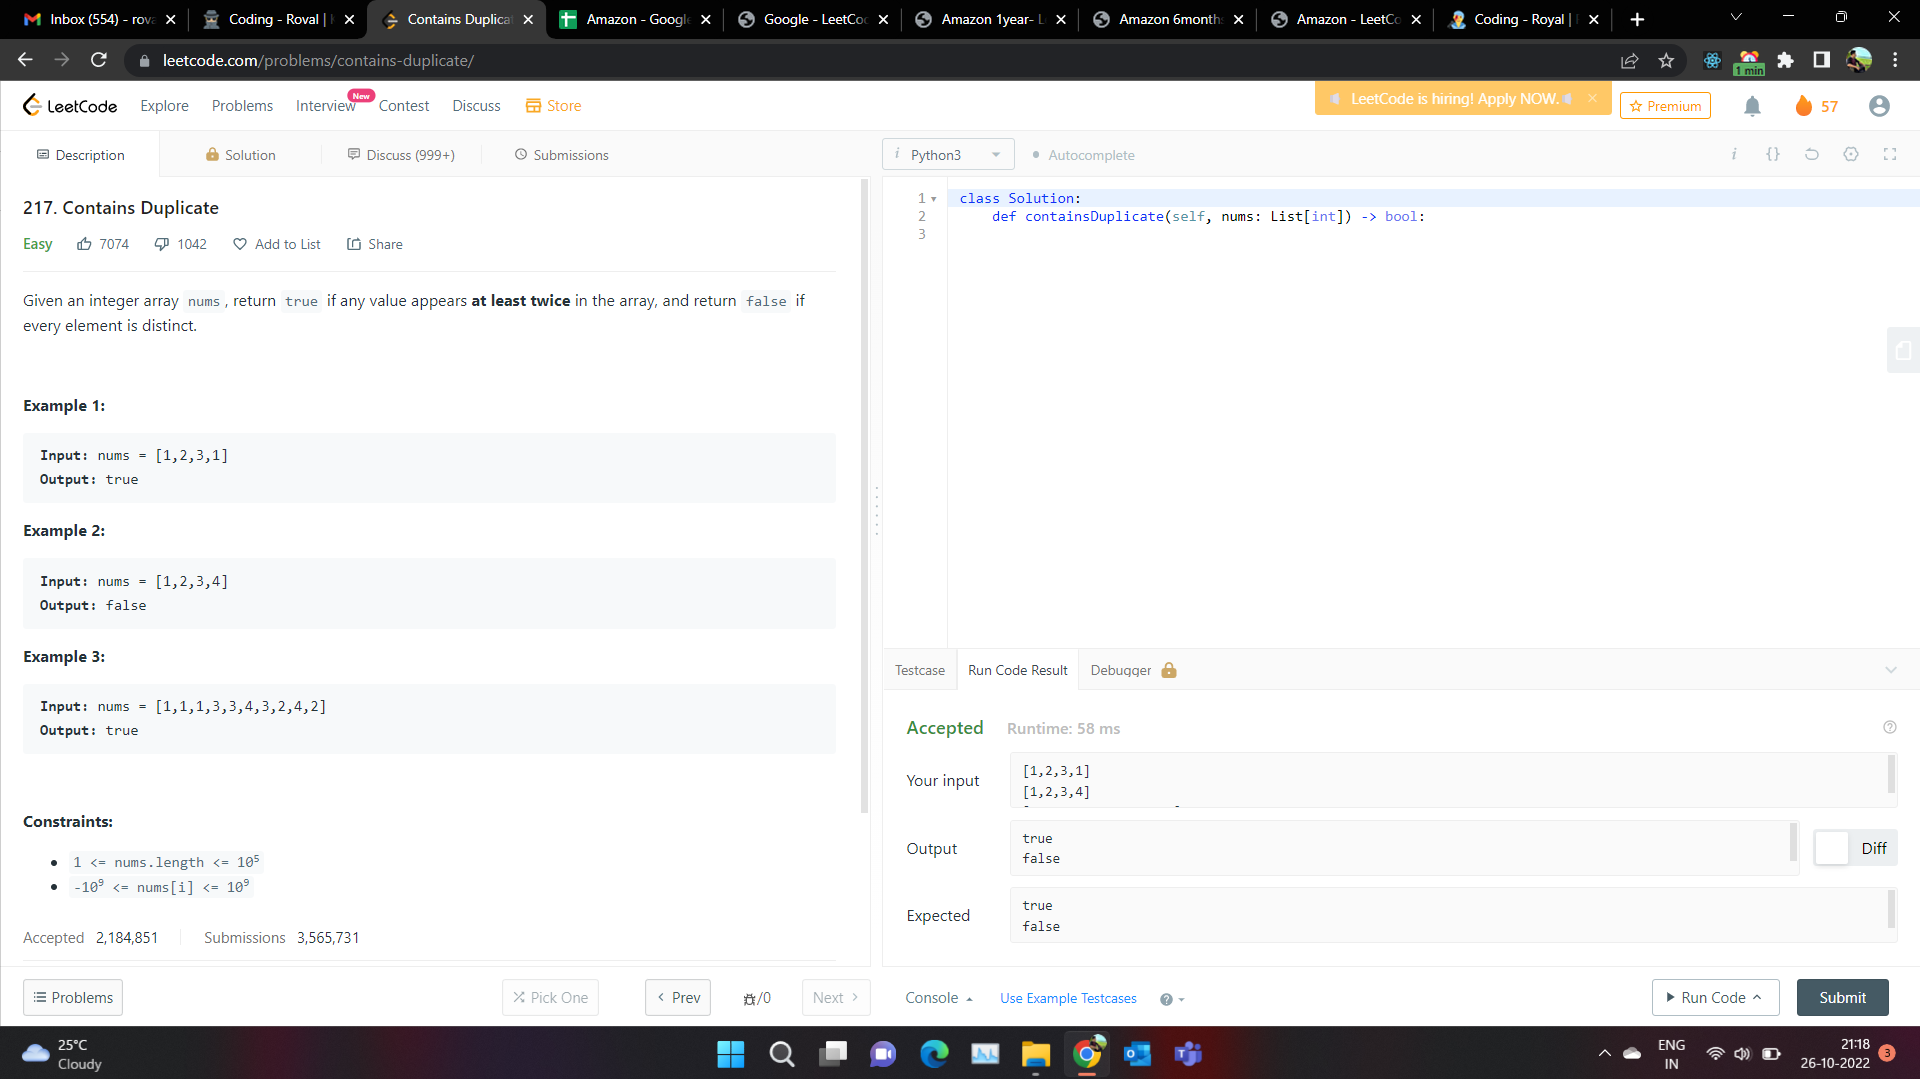 Inbox (554) - rova
Coding - Roval |
Contains Duplicat
Amazon - Google
Google - LeetCod
Amazon 1year- L
Amazon 6months
Amazon - LeetCo
Coding - Royal |
leetcode.com/problems/contains-duplicate/
1 min
LeetCode
Explore
Problems
Interview
New
Contest
Discuss
Store
LeetCode is hiring! Apply NOW.
Premium
57
Description
Solution
Discuss (999+)
Submissions
i Python3
Autocomplete
i {}
217. Contains Duplicate
Easy
7074
1042
Add to List
Share
Given an integer array nums , return true if any value appears at least twice in the array, and return false if
every element is distinct.
Example 1:
Input: nums = [1,2,3,1]
Output: true
Example 2:
Input: nums = [1,2,3,4]
Output: false
Example 3:
Input: nums = [1,1,1,3,3,4,3,2,4,2]
Output: true
Constraints:
• 1 <= nums.length <= 10⁵
• -10⁹ <= nums[i] <= 10⁹
Accepted 2,184,851
Submissions 3,565,731
Problems
Pick One
< Prev
/0
Next >
1 class Solution:
2 def containsDuplicate(self, nums: List[int]) -> bool:
3
Testcase
Run Code Result
Debugger
Accepted
Runtime: 58 ms
Your input
[1,2,3,1]
[1,2,3,4]
Output
true
false
Diff
Expected
true
false
Console
Use Example Testcases
Run Code
Submit
25°C
Cloudy
ENG
IN
21:18
26-10-2022
3